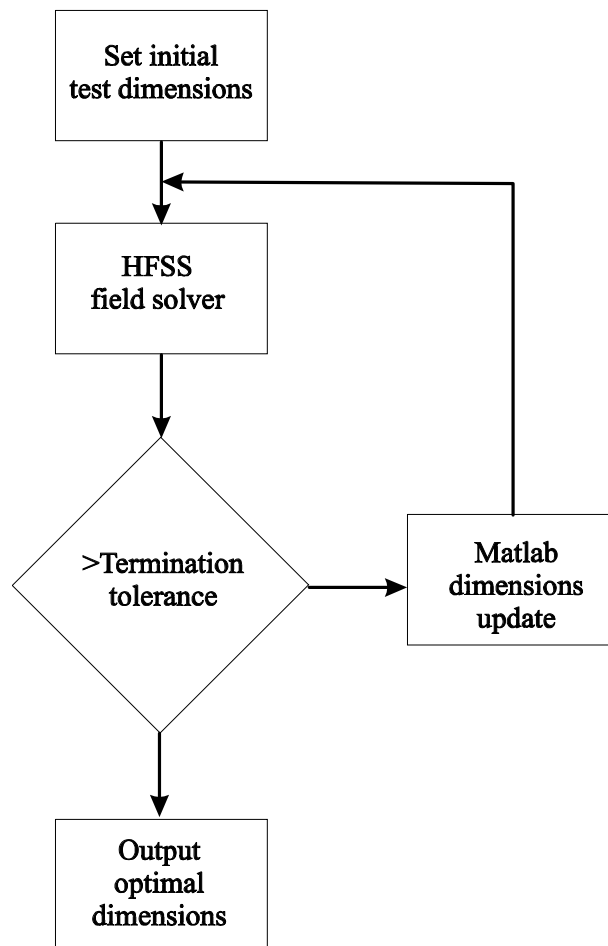 Set initial
test dimensions
HFSS
field solver
>Termination
tolerance
Matlab
dimensions
update
Output
optimal
dimensions